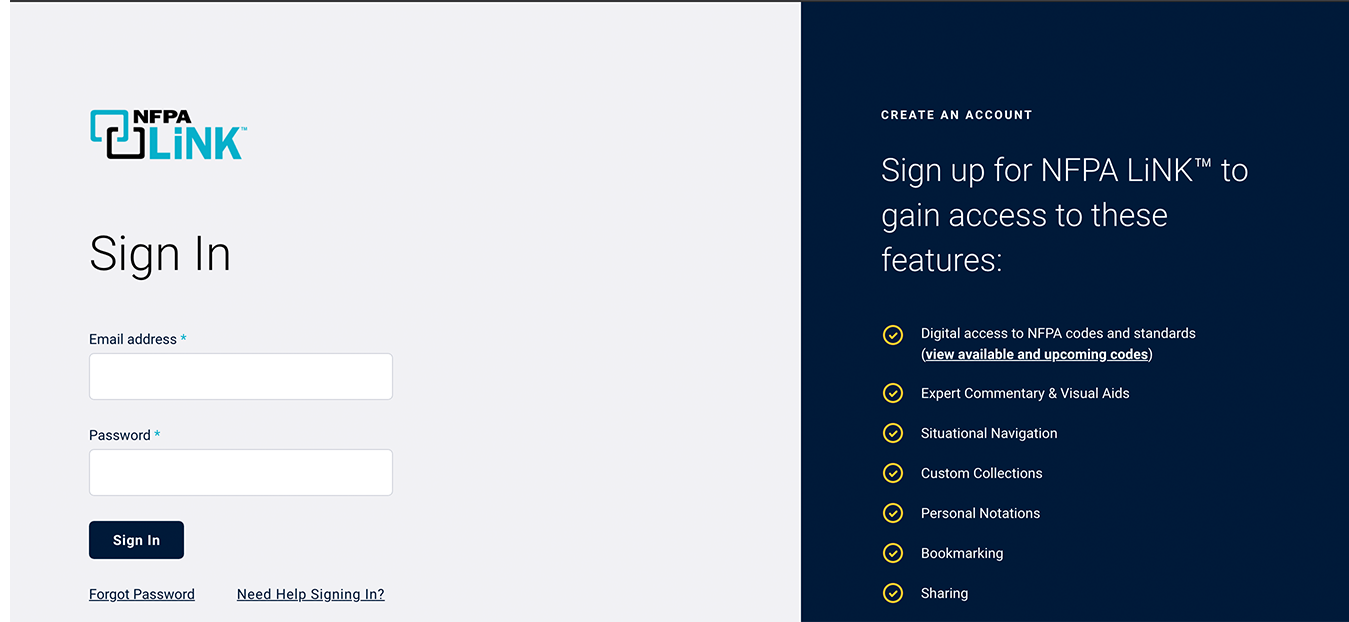 NFPA
LiNK™
Sign In
Email address *
Password *
Sign In
Forgot Password
Need Help Signing In?
CREATE AN ACCOUNT
Sign up for NFPA LiNK™ to
gain access to these
features:
Digital access to NFPA codes and standards
(view available and upcoming codes)
Expert Commentary & Visual Aids
Situational Navigation
Custom Collections
Personal Notations
Bookmarking
Sharing